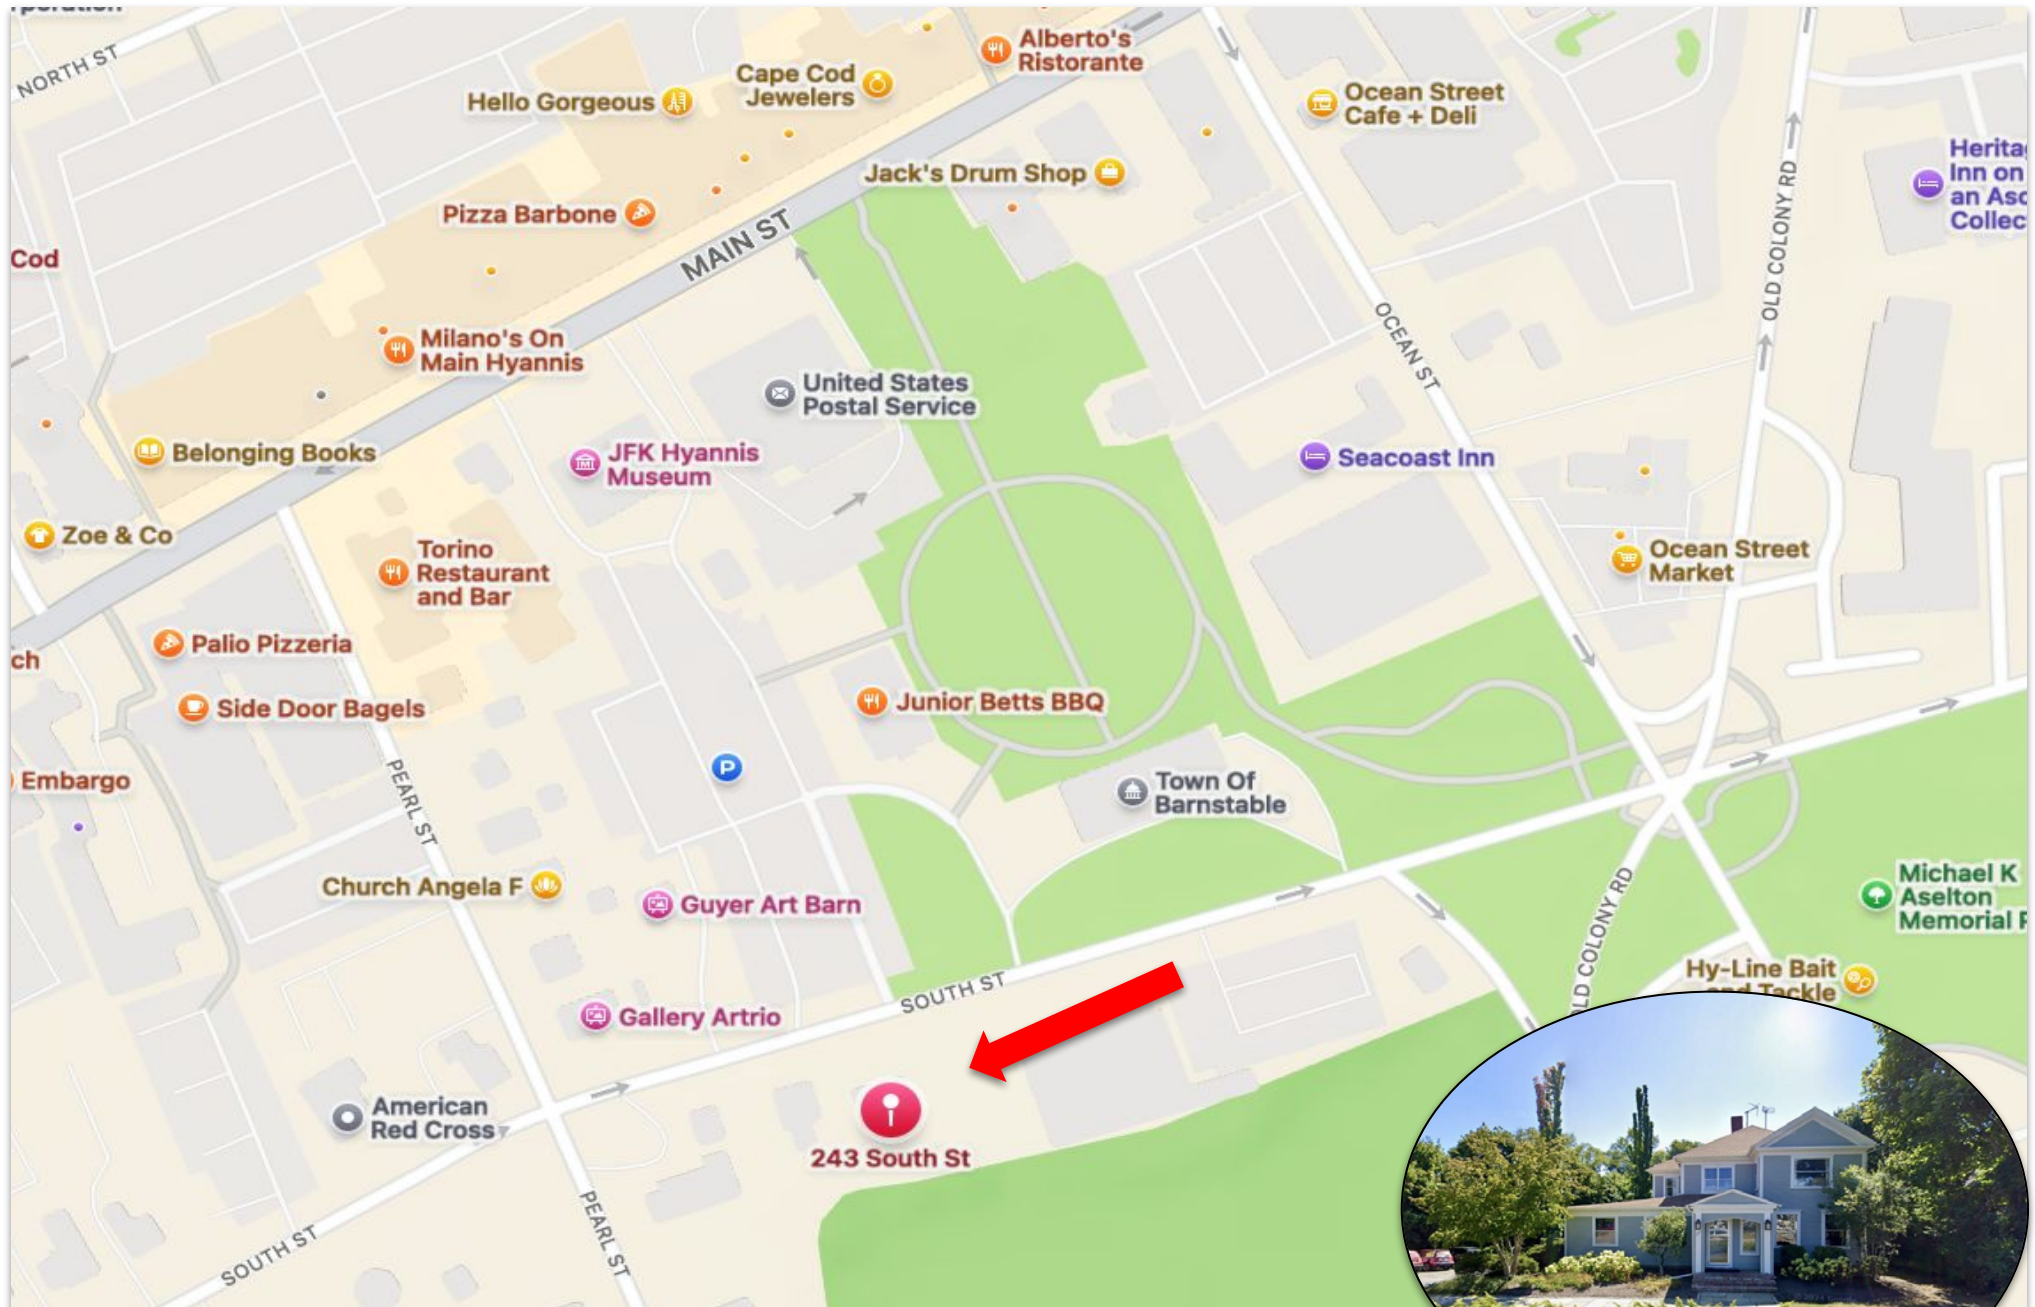 NORTH ST
Alberto's
Ristorante
Cape Cod
Jewelers
Hello Gorgeous
Ocean Street
Cafe + Deli
Jack's Drum Shop
OLD COLONY RD
Inn on
Pizza Barbone
MAIN ST
Cod
Milano's On
Main Hyannis
OCEAN ST
United States
Postal Service
Belonging Books
JFK Hyannis
Museum
Seacoast Inn
Zoe & Co
Torino
Restaurant
and Bar
Ocean Street
Market
Palio Pizzeria
ch
Side Door Bagels
Junior Betts BBQ
PEARL ST
Embargo
P
Town Of
Barnstable
Church Angela F
Guyer Art Barn
Michael K
Aselton
Memorial
OLD COLONY RD
Hy-Line Bait
and Tackle
SOUTH ST
Gallery Artrio
American
Red Cross
243 South St
PEARL ST
SOUTH ST